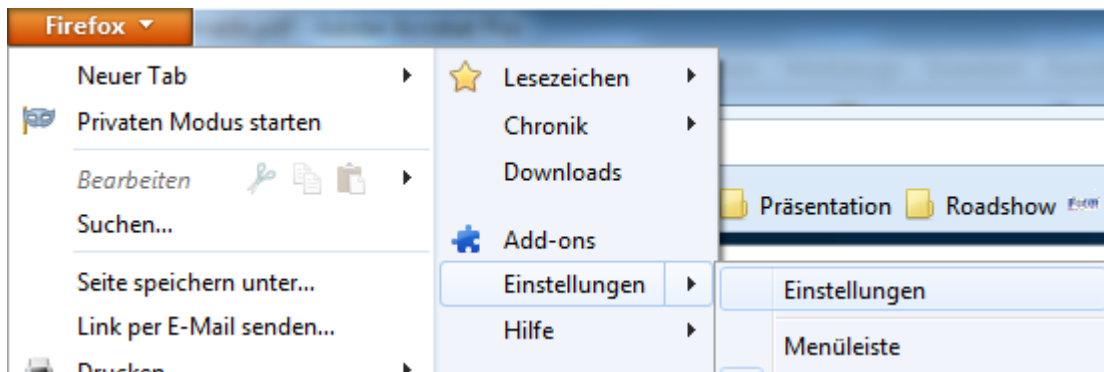 Firefox
Neuer Tab
Privaten Modus starten
Bearbeiten
Suchen...
Seite speichern unter...
Link per E-Mail senden...
Drucken
Lesezeichen
Chronik
Downloads
Add-ons
Einstellungen
Hilfe
Präsentation Roadshow
Einstellungen
Menüleiste